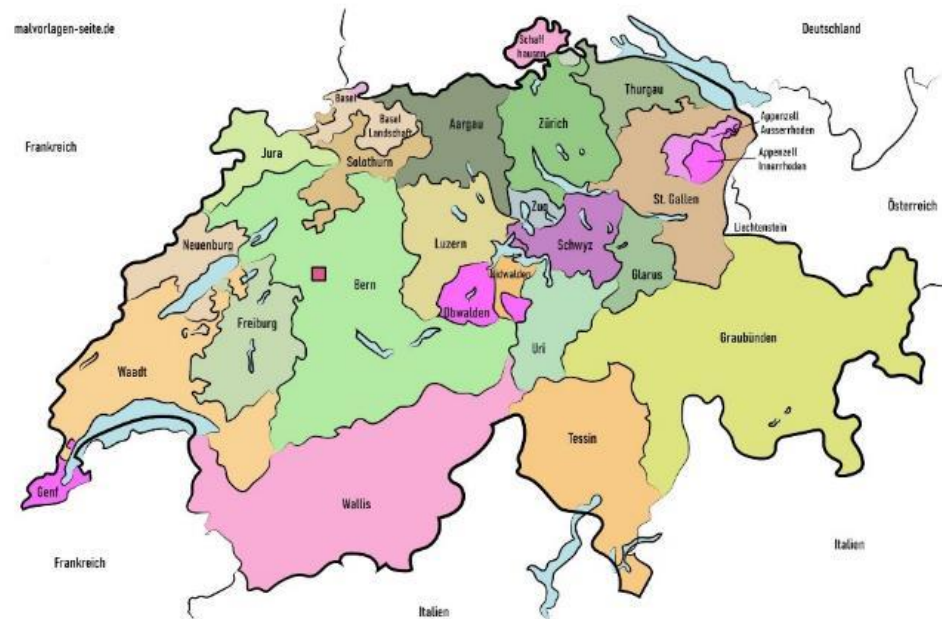 malvorlagen-seite.de
Deutschland
Schaff
hausen
Thurgau
Basel
Basel
Landschaft
Aargau
Zürich
Appenzell
Ausserrhoden
Frankreich
Jura
Solothurn
Appenzell
Innerrhoden
Zug
St. Gallen
Österreich
Liechtenstein
Neuenburg
Luzern
Schwyz
Glarus
Nidwalden
Bern
Obwalden
Freiburg
Uri
Graubünden
Waadt
Tessin
Genf
Wallis
Frankreich
Italien
Italien